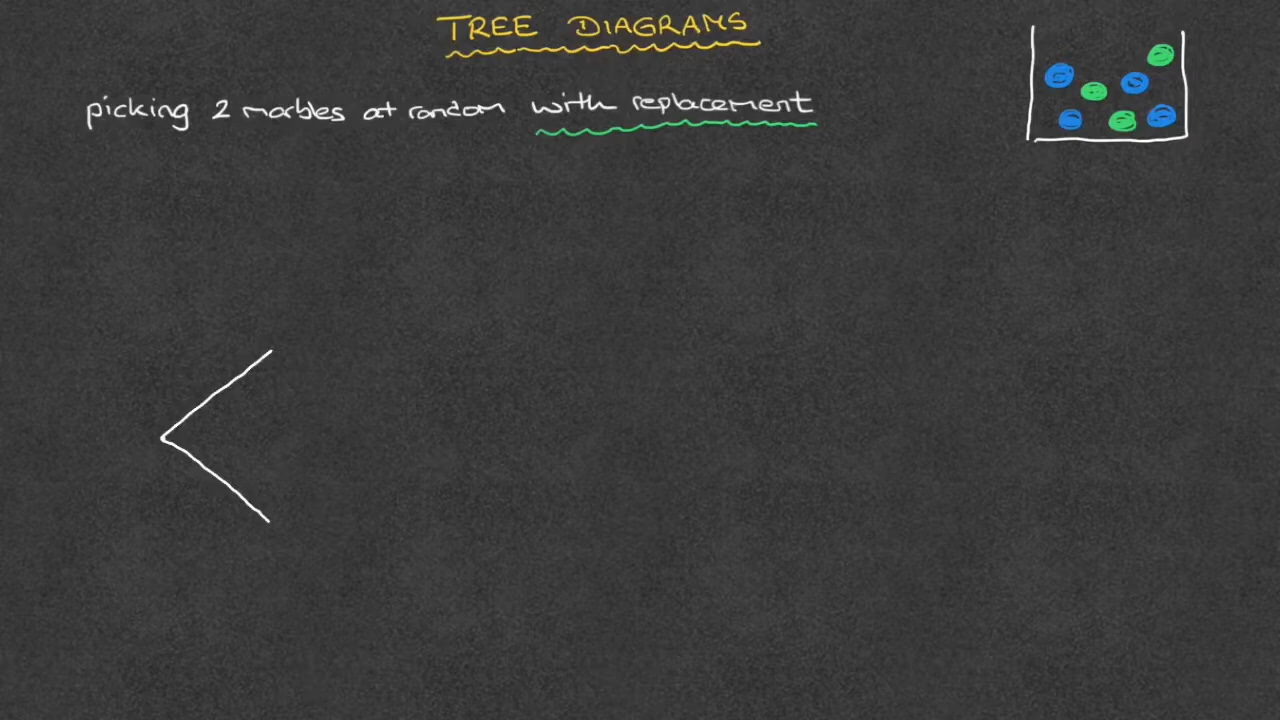 TREE DIAGRAMS
picking 2 marbles at random with replacement